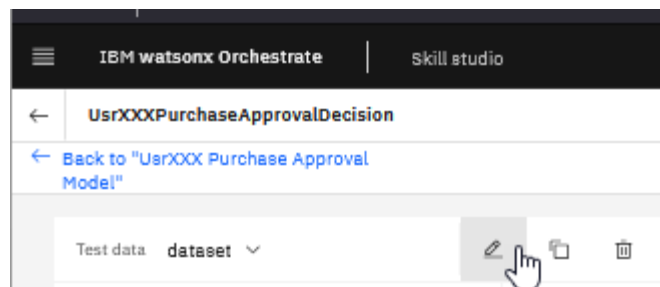 IBM watsonx Orchestrate Skill studio
UsrXXXPurchaseApprovalDecision
Back to "UsrXXX Purchase Approval
Model"
Test data dataset